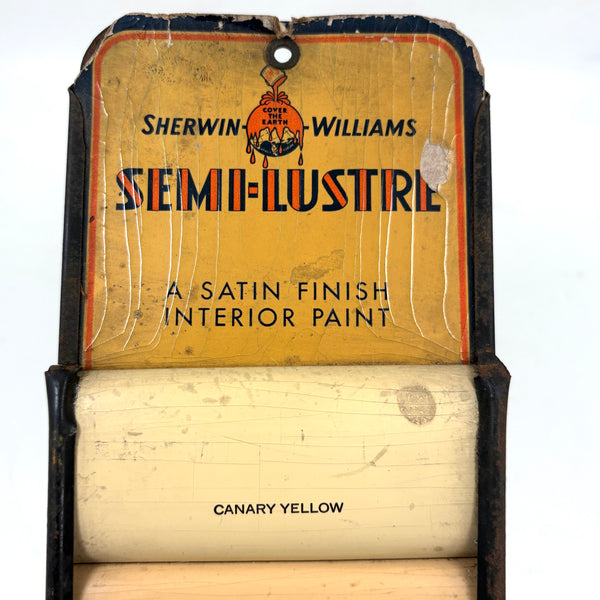 COVER
THE
EARTH
SHERWIN-WILLIAMS
SEMI-LUSTRE
A SATIN FINISH
INTERIOR PAINT
CANARY YELLOW